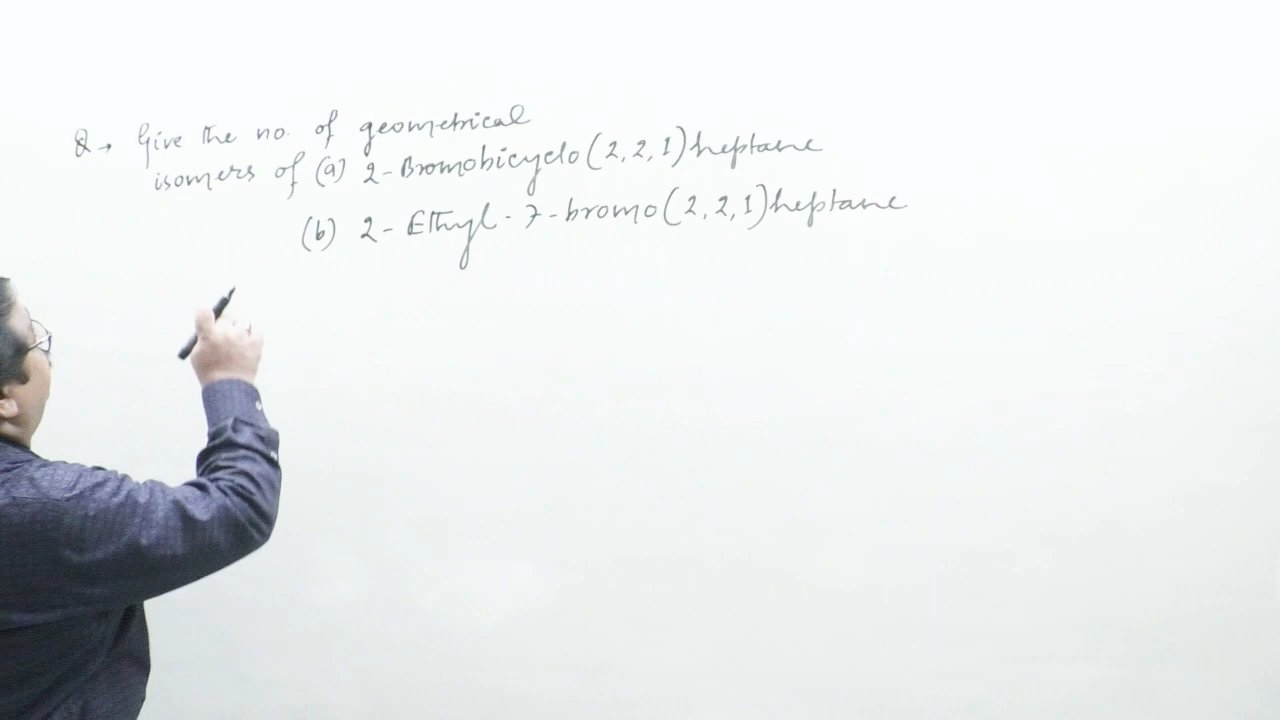 Q→ Give the no. of geometrical
isomers of (a) 2-Bromobicyclo(2,2,1)heptane
(b) 2-Ethyl-7-bromo(2,2,1)heptane